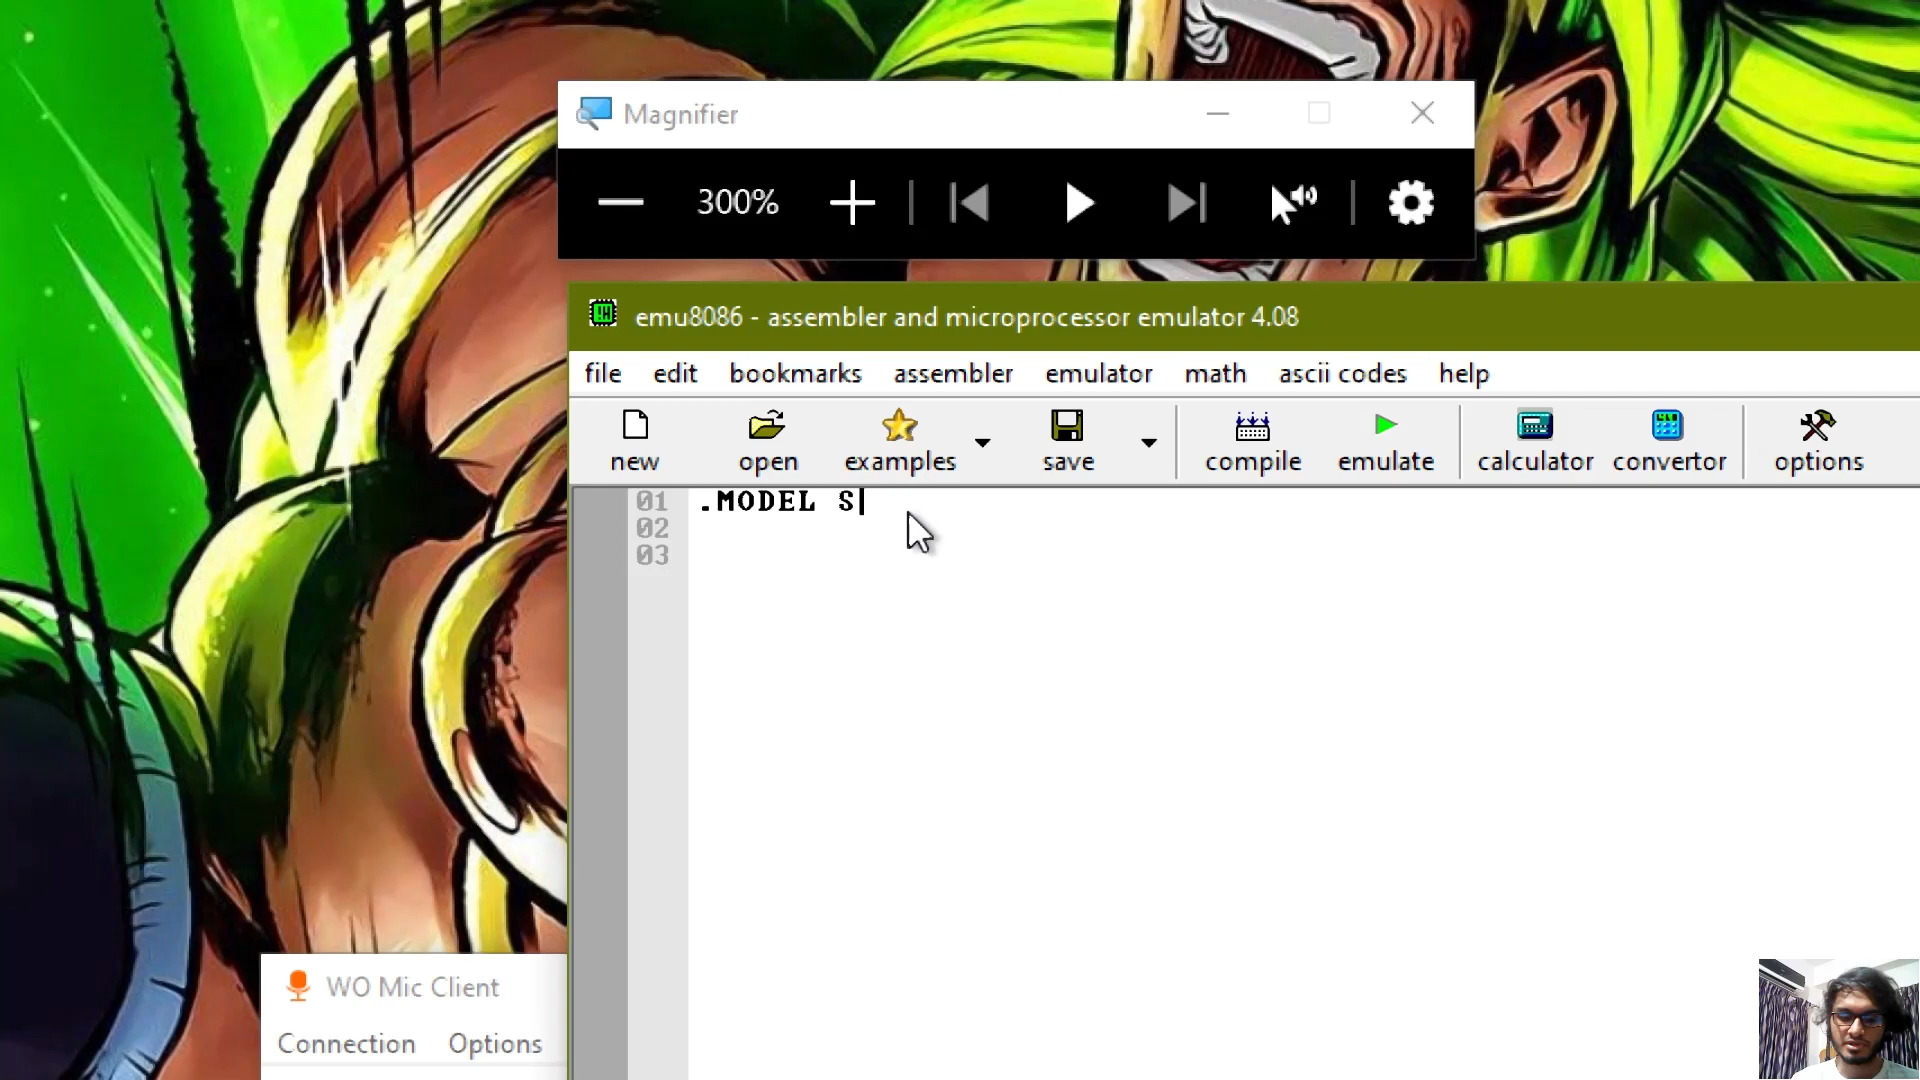 Magnifier
300%
emu8086 - assembler and microprocessor emulator 4.08
file edit bookmarks assembler emulator math ascii codes help
new open examples save compile emulate calculator convertor options
01 .MODEL S
02
03
WO Mic Client
Connection Options